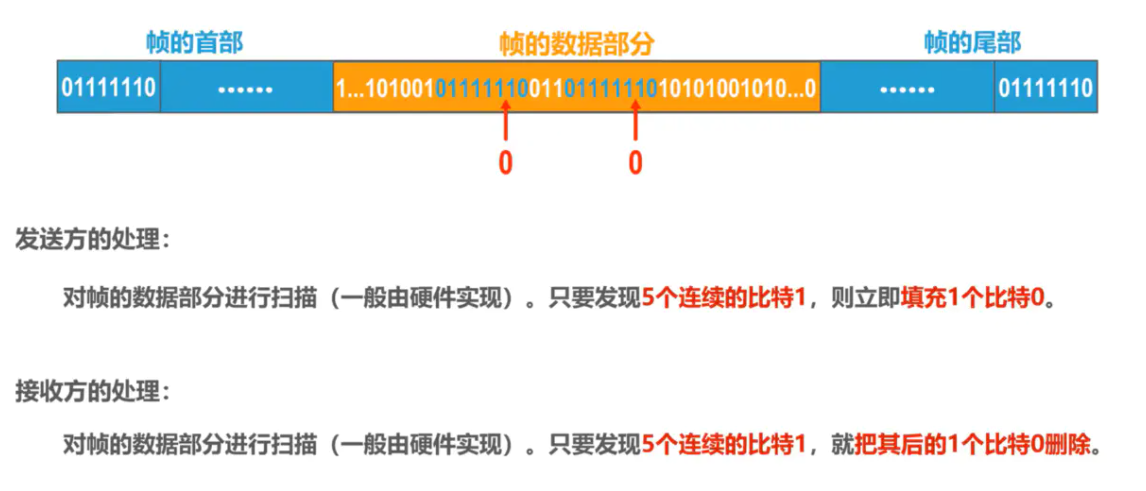 帧的首部 帧的数据部分 帧的尾部
01111110 …… 1...101001011111100110111111010101001010...0 …… 01111110
0 0
发送方的处理：
对帧的数据部分进行扫描（一般由硬件实现）。只要发现5个连续的比特1，则立即填充1个比特0。
接收方的处理：
对帧的数据部分进行扫描（一般由硬件实现）。只要发现5个连续的比特1，就把其后的1个比特0删除。